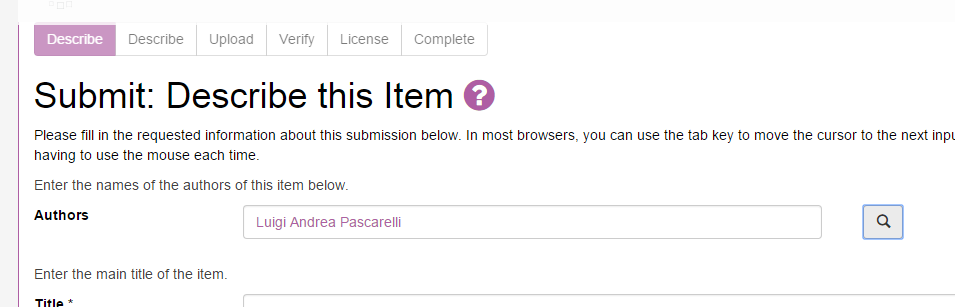 Describe Describe Upload Verify License Complete
Submit: Describe this Item ?
Please fill in the requested information about this submission below. In most browsers, you can use the tab key to move the cursor to the next
having to use the mouse each time.
Enter the names of the authors of this item below.
Authors Luigi Andrea Pascarelli
Enter the main title of the item.
Title *